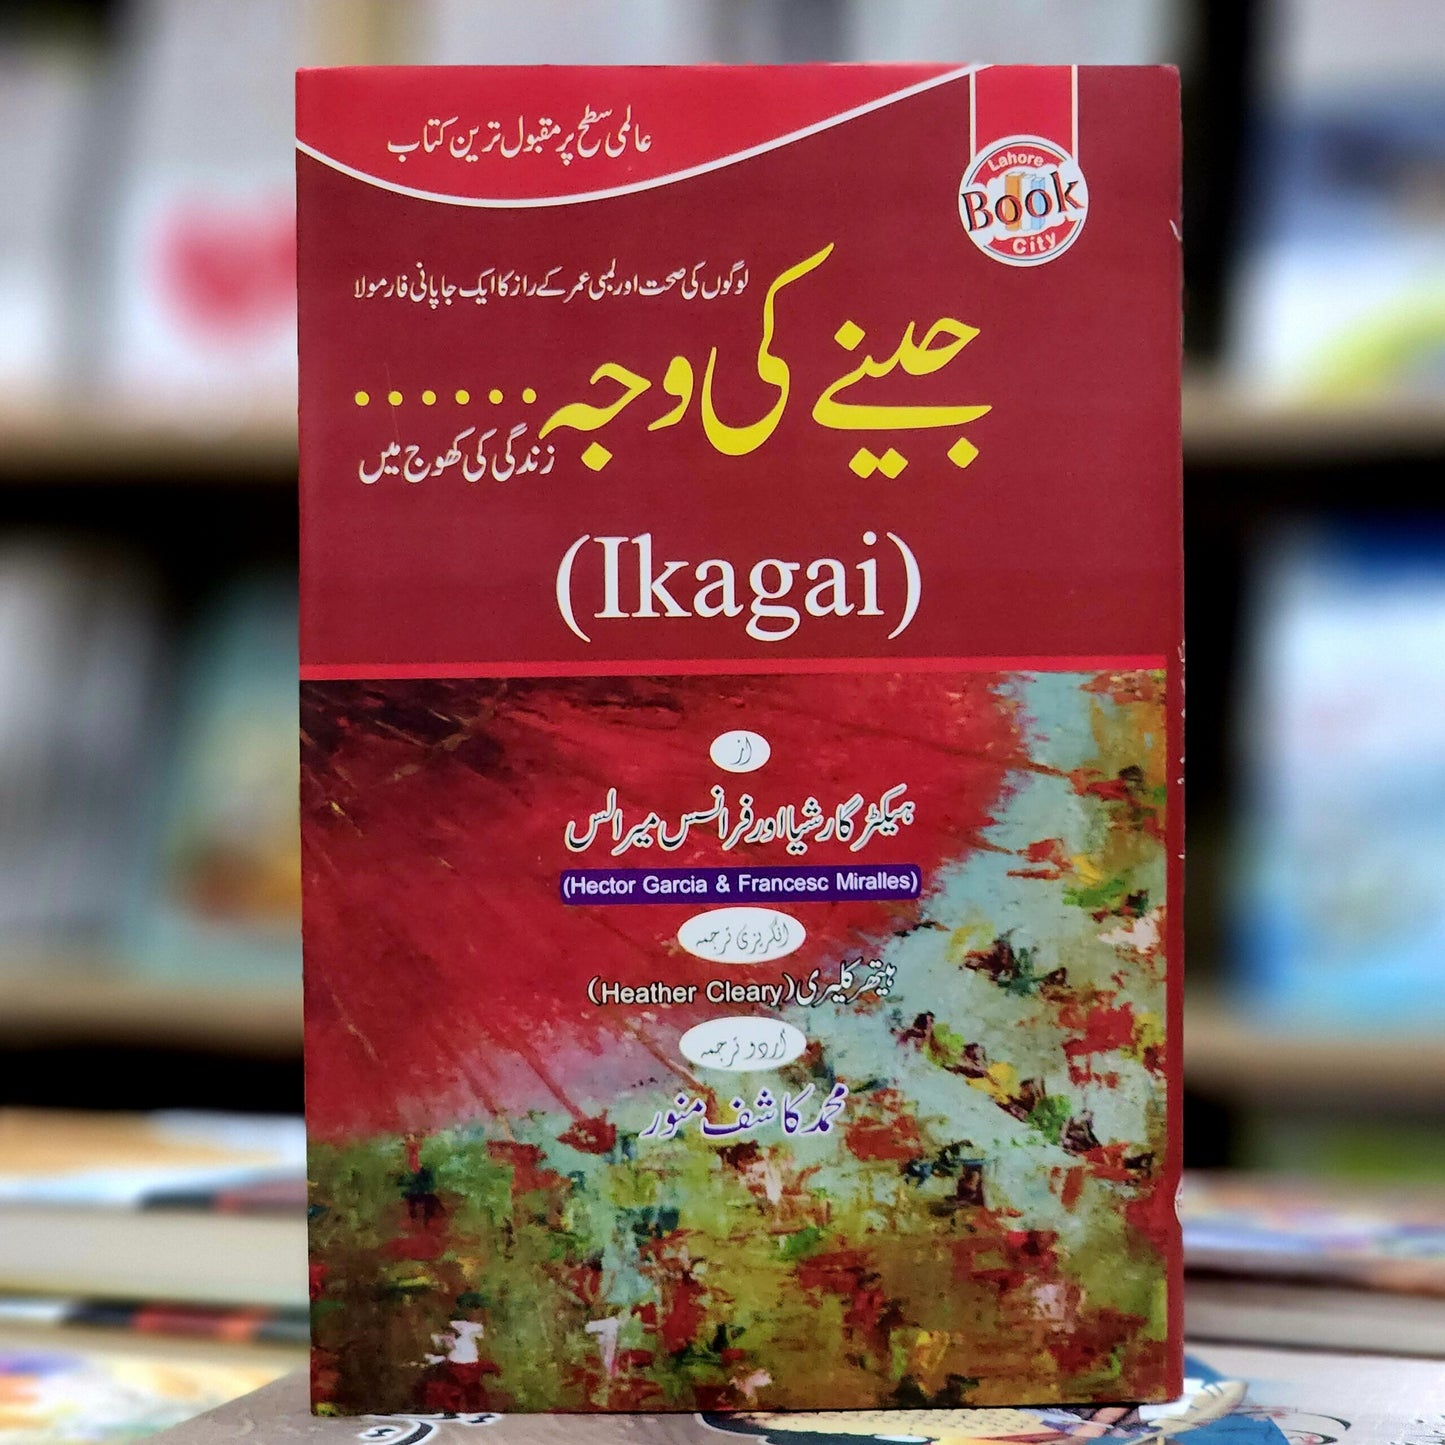 عالمی سطح پر مقبول ترین کتاب
Lahore
Book
City
لوگوں کی صحت اور لمبی عمر کے راز کا ایک جاپانی فارمولا
جینے کی وجہ ......
زندگی کی کھوج میں
(Ikagai)
از
ہیکٹر گارشیا اور فرانسس میرالس
(Hector Garcia & Francesc Miralles)
انگریزی ترجمہ
ہیتھر کلیری (Heather Cleary)
اُردو ترجمہ
محمد کاشف منور